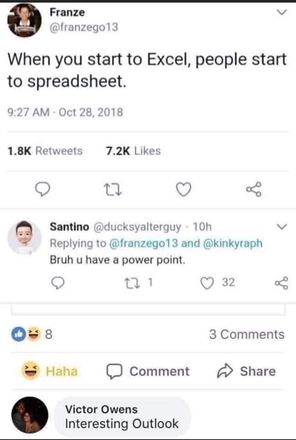 Franze
@franzego13
When you start to Excel, people start
to spreadsheet.
9:27 AM · Oct 28, 2018
1.8K Retweets 7.2K Likes
Santino @ducksyalterguy · 10h
Replying to @franzego13 and @kinkyraph
Bruh u have a power point.
1 32
8 3 Comments
Haha Comment Share
Victor Owens
Interesting Outlook